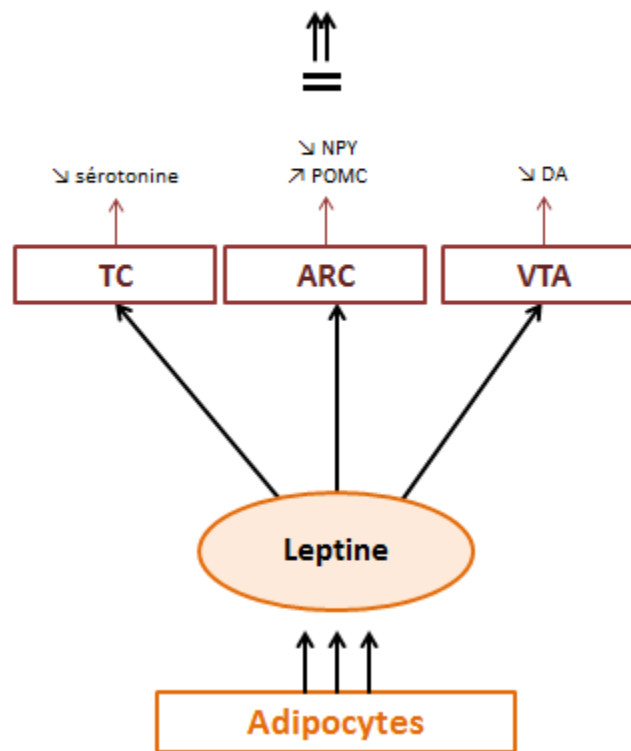 ↘ NPY
↘ sérotonine ↗ POMC ↘ DA
TC ARC VTA
Leptine
Adipocytes